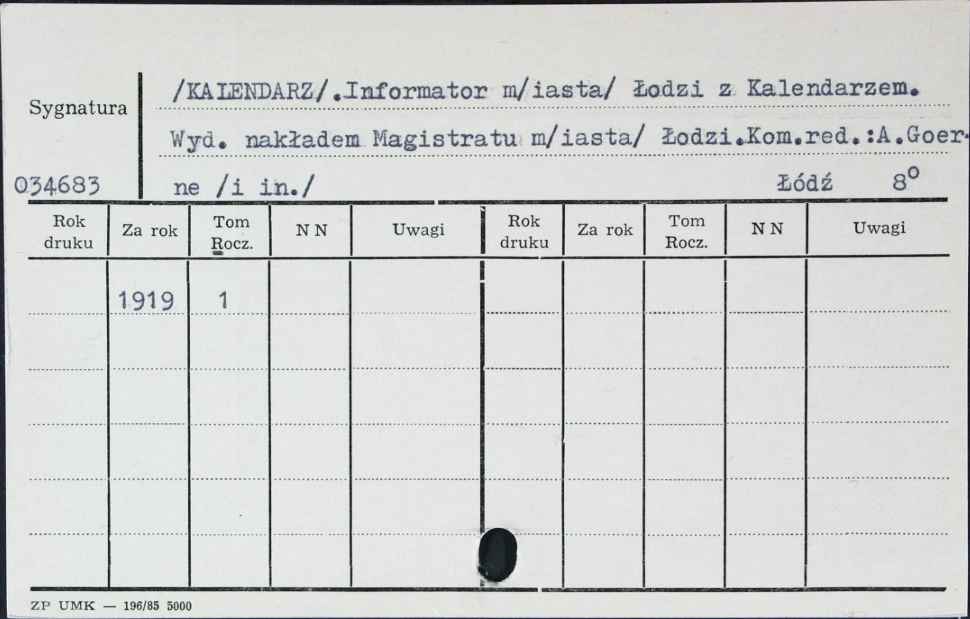 /KALENDARZ/.Informator m/iasta/ Łodzi z Kalendarzem.
Sygnatura
Wyd. nakładem Magistratu m/iasta/ Łodzi.Kom.red.:A.Goer-
034683 ne /i in./ Łódź 8°
Rok druku Za rok Tom Rocz. N N Uwagi Rok druku Za rok Tom Rocz. N N Uwagi
1919 1
ZP UMK — 196/85 5000